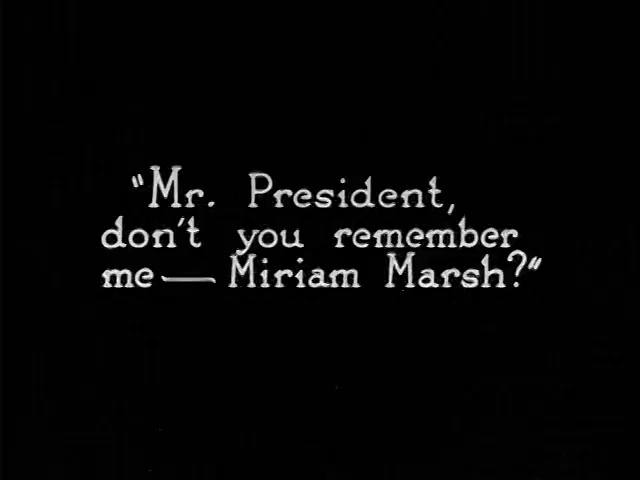 "Mr. President,
don't you remember
me — Miriam Marsh?"